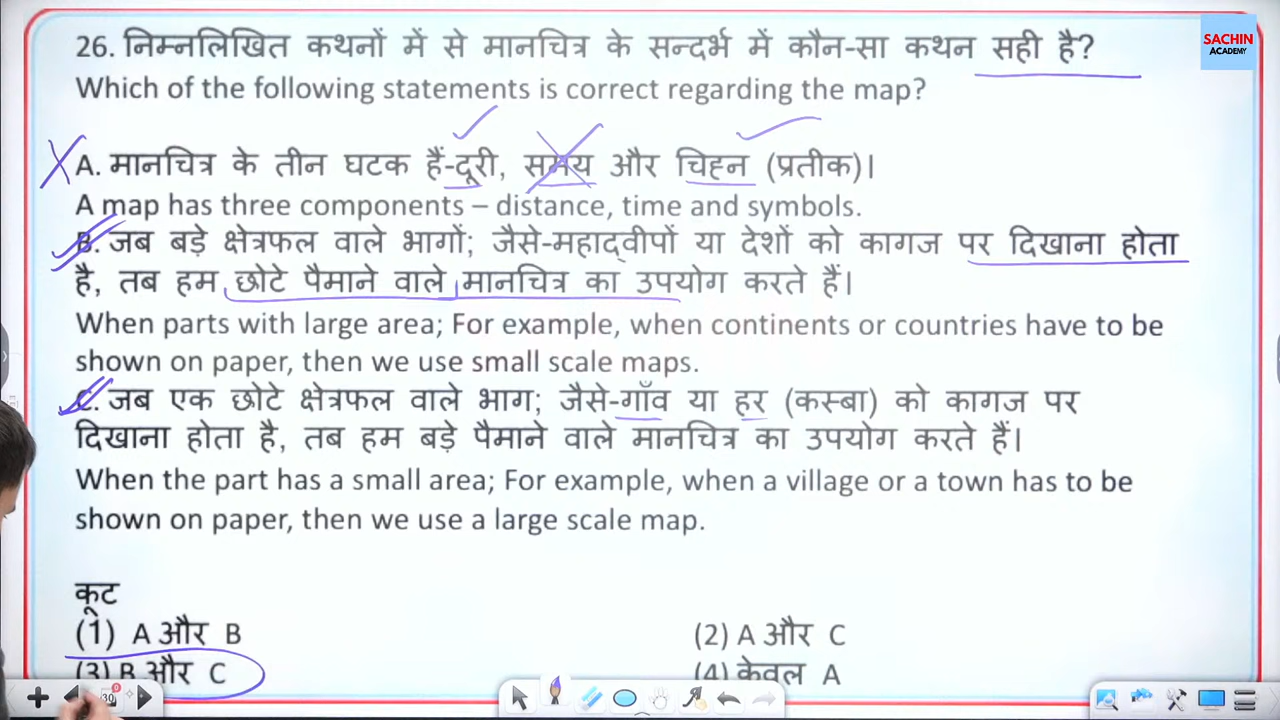 SACHIN
ACADEMY
26. निम्नलिखित कथनों में से मानचित्र के सन्दर्भ में कौन-सा कथन सही है?
Which of the following statements is correct regarding the map?
A. मानचित्र के तीन घटक हैं-दूरी, समय और चिह्न (प्रतीक)।
A map has three components – distance, time and symbols.
B. जब बड़े क्षेत्रफल वाले भागों; जैसे-महाद्वीपों या देशों को कागज पर दिखाना होता
है, तब हम छोटे पैमाने वाले मानचित्र का उपयोग करते हैं।
When parts with large area; For example, when continents or countries have to be
shown on paper, then we use small scale maps.
C. जब एक छोटे क्षेत्रफल वाले भाग; जैसे-गाँव या हर (कस्बा) को कागज पर
दिखाना होता है, तब हम बड़े पैमाने वाले मानचित्र का उपयोग करते हैं।
When the part has a small area; For example, when a village or a town has to be
shown on paper, then we use a large scale map.
कूट
(1) A और B
(2) A और C
(3) B और C
(4) केवल A
30